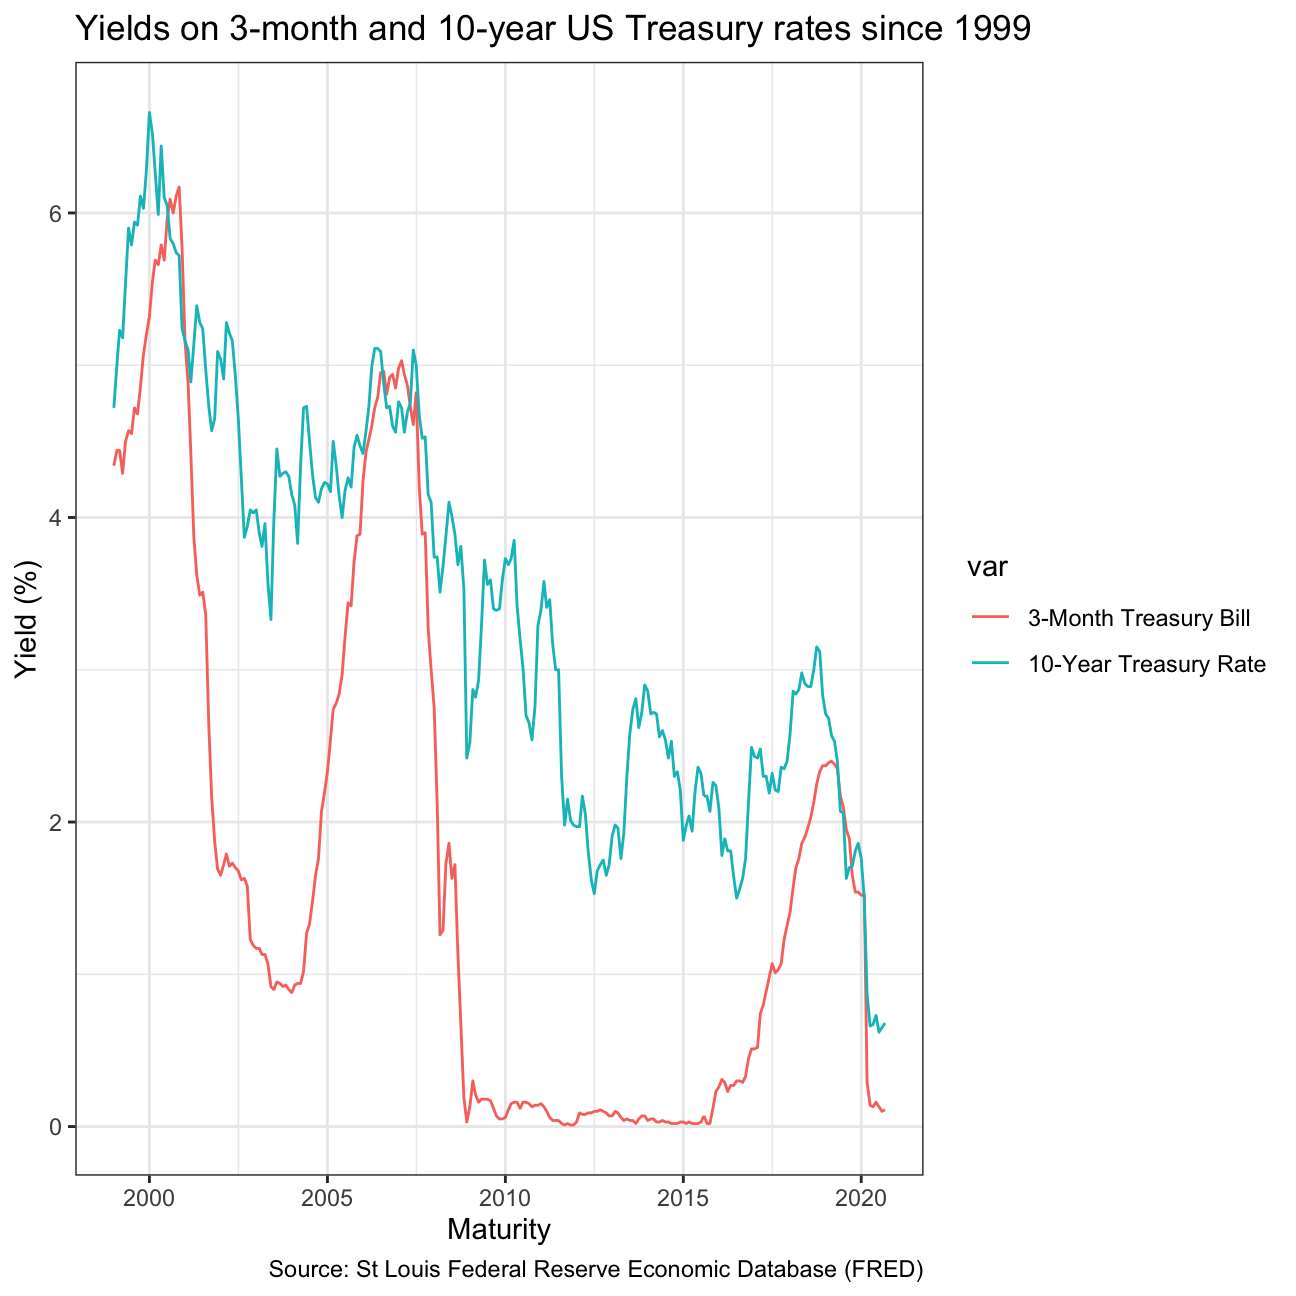 Yields on 3-month and 10-year US Treasury rates since 1999
Yield (%)
6
4
2
0
2000 2005 2010 2015 2020
Maturity
var
3-Month Treasury Bill
10-Year Treasury Rate
Source: St Louis Federal Reserve Economic Database (FRED)